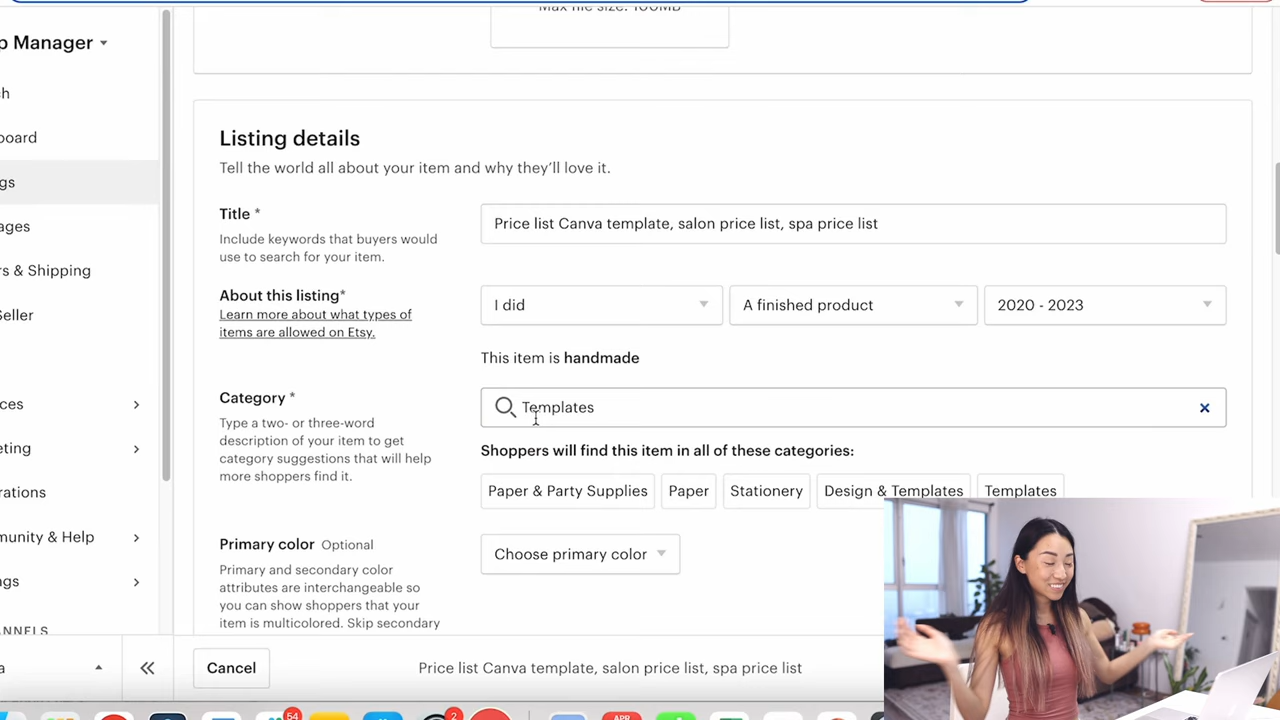 Max file size: 100MB
p Manager
ch
board
gs
ages
rs & Shipping
Seller
ces
eting
rations
munity & Help
ngs
NNELS
a
Listing details
Tell the world all about your item and why they'll love it.
Title *
Include keywords that buyers would
use to search for your item.
Price list Canva template, salon price list, spa price list
About this listing*
Learn more about what types of
items are allowed on Etsy.
I did
A finished product
2020 - 2023
This item is handmade
Category *
Type a two- or three-word
description of your item to get
category suggestions that will help
more shoppers find it.
Templates
Shoppers will find this item in all of these categories:
Paper & Party Supplies
Paper
Stationery
Design & Templates
Templates
Primary color Optional
Primary and secondary color
attributes are interchangeable so
you can show shoppers that your
item is multicolored. Skip secondary
Choose primary color
Cancel
Price list Canva template, salon price list, spa price list
54
2
APR